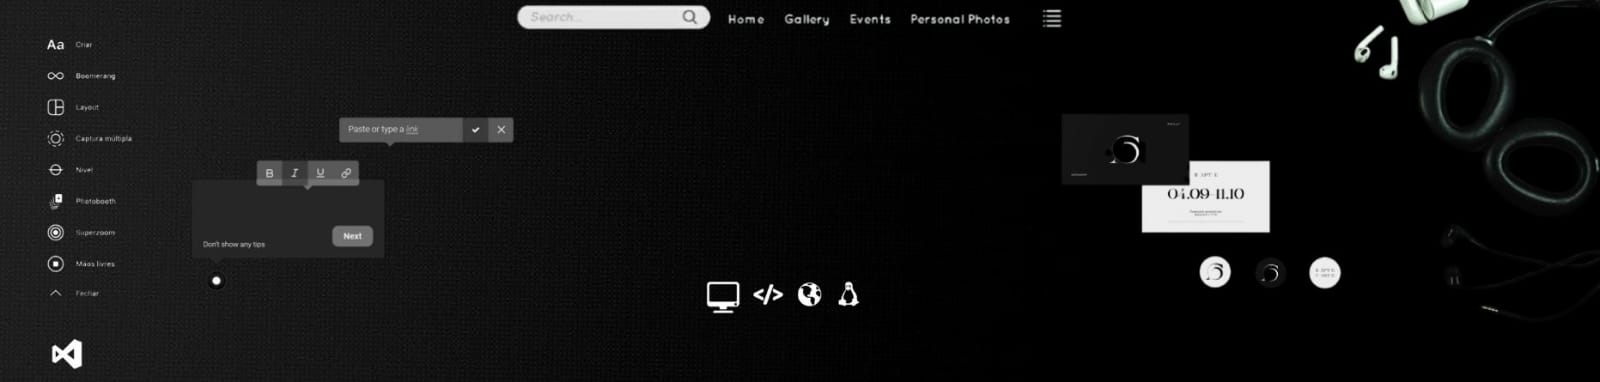 Search...
Home
Gallery
Events
Personal Photos
Aa
Criar
Boomerang
Layout
Captura múltipla
Nível
Photobooth
Superzoom
Mãos livres
Fechar
Paste or type a link
B I U
Don't show any tips
Next
04.09-11.10